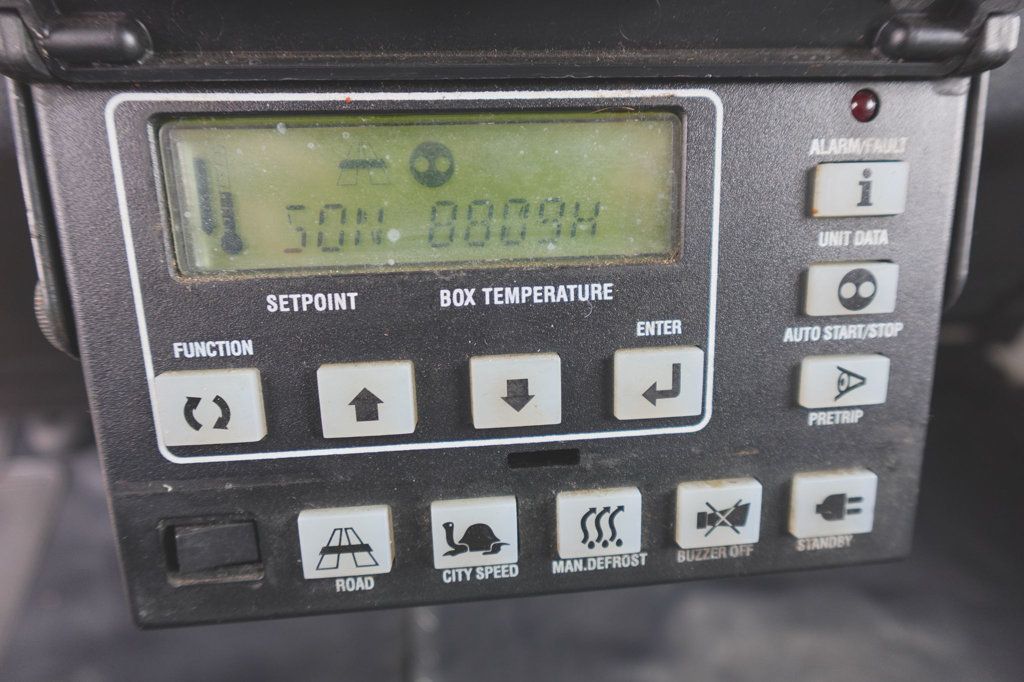 ALARM/FAULT
SON 8809H
i
SETPOINT BOX TEMPERATURE
UNIT DATA
FUNCTION
ENTER
AUTO START/STOP
PRETRIP
ROAD
CITY SPEED
MAN.DEFROST
BUZZER OFF
STANDBY